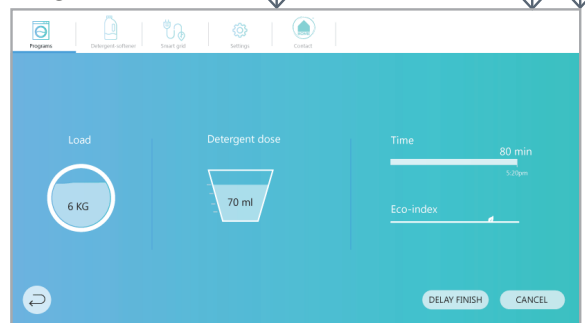 Programs
Detergent softener
Smart grid
Settings
Contact
Load
6 KG
Detergent dose
70 ml
Time
80 min
5:20pm
Eco-index
DELAY FINISH
CANCEL